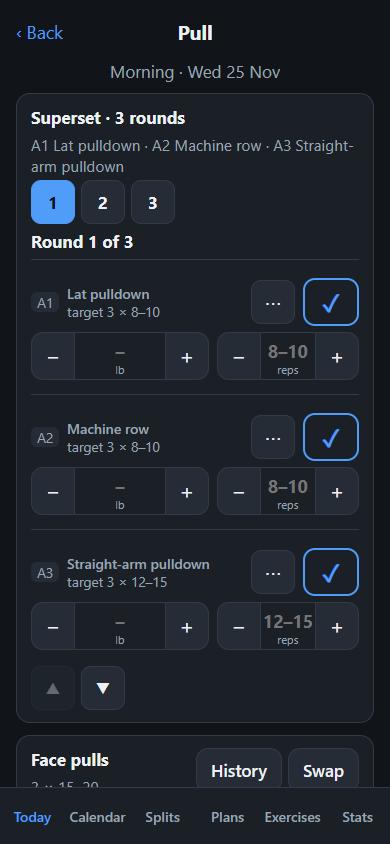 ‹ Back
Pull
Morning · Wed 25 Nov
Superset · 3 rounds
A1 Lat pulldown · A2 Machine row · A3 Straight-
arm pulldown
1 2 3
Round 1 of 3
A1 Lat pulldown
target 3 × 8–10
... ✓
− – lb + − 8–10 reps +
A2 Machine row
target 3 × 8–10
... ✓
− – lb + − 8–10 reps +
A3 Straight-arm pulldown
target 3 × 12–15
... ✓
− – lb + − 12–15 reps +
▲ ▼
Face pulls
History Swap
3 × 15–20
Today Calendar Splits Plans Exercises Stats